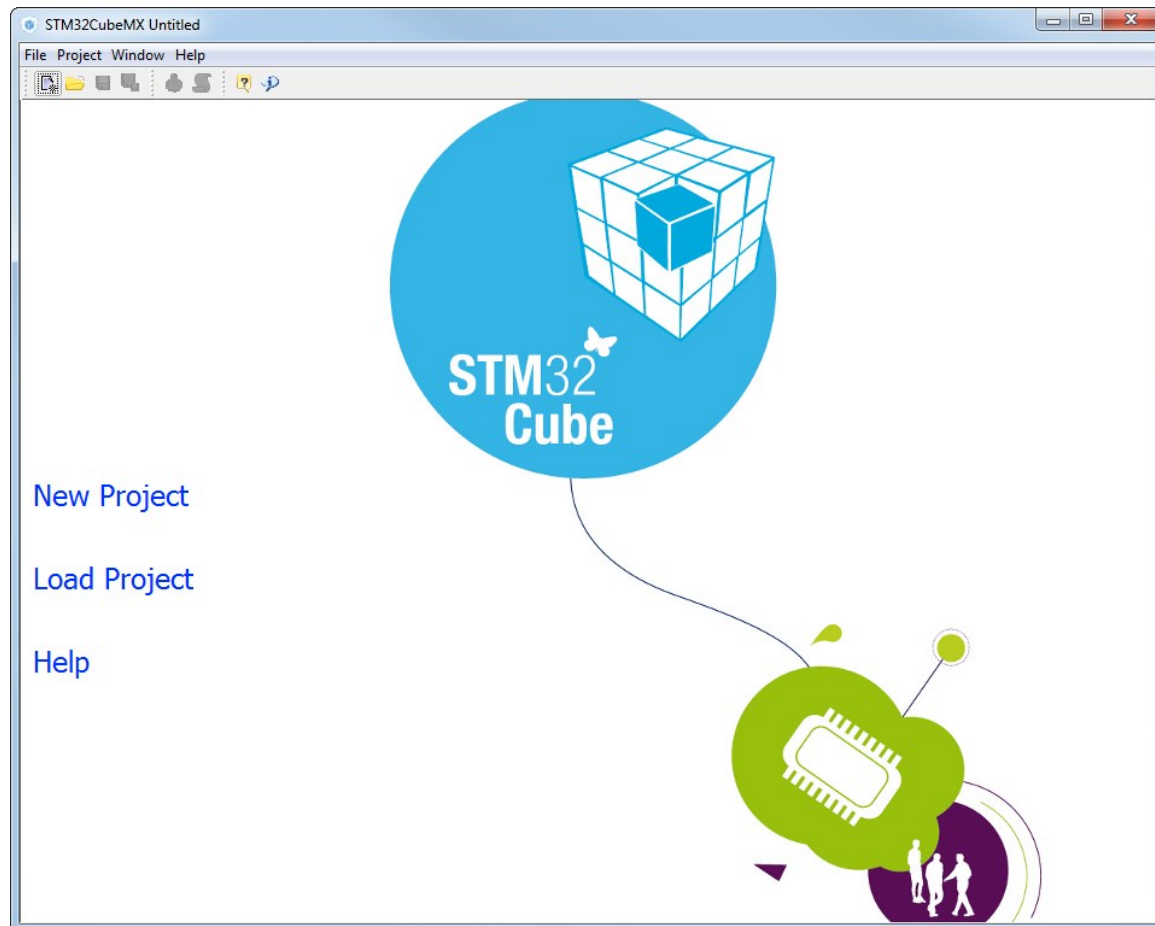 STM32CubeMX Untitled
File Project Window Help
STM32
Cube
New Project
Load Project
Help